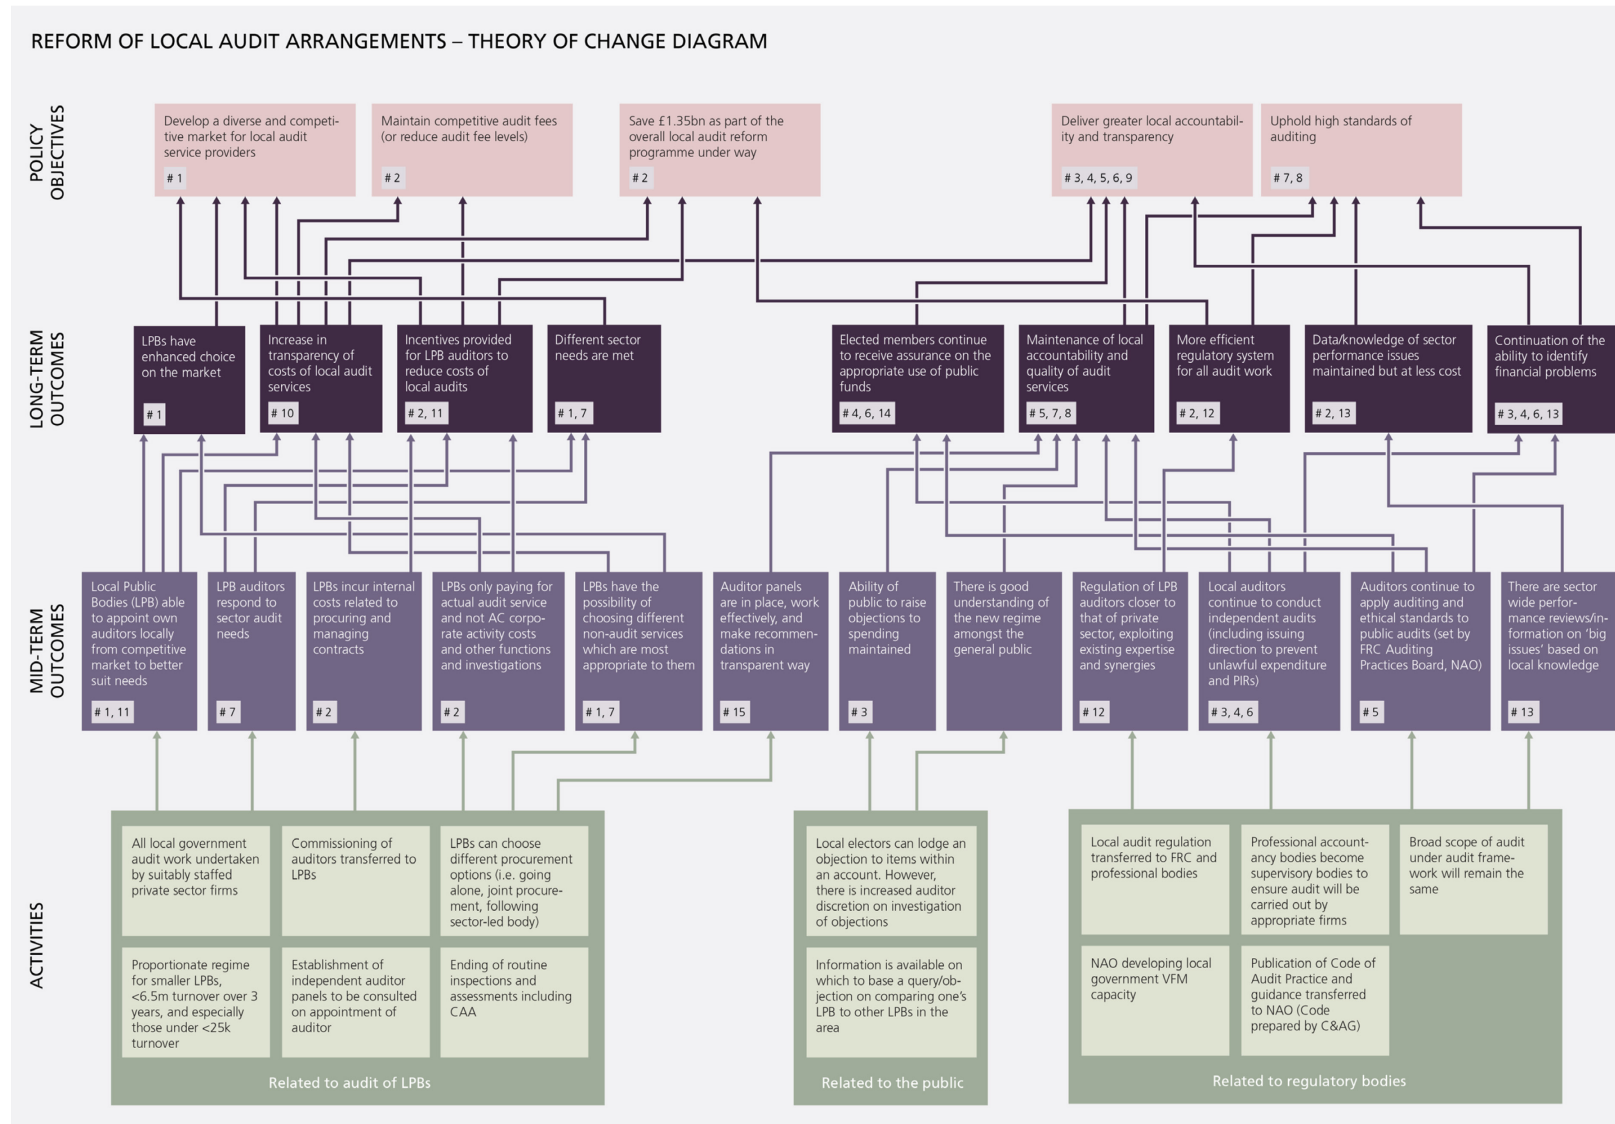 REFORM OF LOCAL AUDIT ARRANGEMENTS – THEORY OF CHANGE DIAGRAM
POLICY
OBJECTIVES
Develop a diverse and competi-
tive market for local audit
service providers
# 1
Maintain competitive audit fees
(or reduce audit fee levels)
# 2
Save £1.35bn as part of the
overall local audit reform
programme under way
# 2
Deliver greater local accountabil-
ity and transparency
# 3, 4, 5, 6, 9
Uphold high standards of
auditing
# 7, 8
LONG-TERM
OUTCOMES
LPBs have
enhanced choice
on the market
# 1
Increase in
transparency of
costs of local audit
services
# 10
Incentives provided
for LPB auditors to
reduce costs of
local audits
# 2, 11
Different sector
needs are met
# 1, 7
Elected members continue
to receive assurance on the
appropriate use of public
funds
# 4, 6, 14
Maintenance of local
accountability and
quality of audit
services
# 5, 7, 8
More efficient
regulatory system
for all audit work
# 2, 12
Data/knowledge of sector
performance issues
maintained but at less cost
# 2, 13
Continuation of the
ability to identify
financial problems
# 3, 4, 6, 13
MID-TERM
OUTCOMES
Local Public
Bodies (LPB) able
to appoint own
auditors locally
from competitive
market to better
suit needs
# 1, 11
LPB auditors
respond to
sector audit
needs
# 7
LPBs incur internal
costs related to
procuring and
managing
contracts
# 2
LPBs only paying for
actual audit service
and not AC corpo-
rate activity costs
and other functions
and investigations
# 2
LPBs have the
possibility of
choosing different
non-audit services
which are most
appropriate to them
# 1, 7
Auditor panels
are in place, work
effectively, and
make recommen-
dations in
transparent way
# 15
Ability of
public to raise
objections to
spending
maintained
# 3
There is good
understanding of
the new regime
amongst the
general public
Regulation of LPB
auditors closer to
that of private
sector, exploiting
existing expertise
and synergies
# 12
Local auditors
continue to conduct
independent audits
(including issuing
direction to prevent
unlawful expenditure
and PIRs)
# 3, 4, 6
Auditors continue to
apply auditing and
ethical standards to
public audits (set by
FRC Auditing
Practices Board, NAO)
# 5
There are sector
wide perfor-
mance reviews/in-
formation on ‘big
issues’ based on
local knowledge
# 13
ACTIVITIES
All local government
audit work undertaken
by suitably staffed
private sector firms
Commissioning of
auditors transferred to
LPBs
LPBs can choose
different procurement
options (i.e. going
alone, joint procure-
ment, following
sector-led body)
Proportionate regime
for smaller LPBs,
<6.5m turnover over 3
years, and especially
those under <25k
turnover
Establishment of
independent auditor
panels to be consulted
on appointment of
auditor
Ending of routine
inspections and
assessments including
CAA
Related to audit of LPBs
Local electors can lodge an
objection to items within
an account. However,
there is increased auditor
discretion on investigation
of objections
Information is available on
which to base a query/ob-
jection on comparing one’s
LPB to other LPBs in the
area
Related to the public
Local audit regulation
transferred to FRC and
professional bodies
Professional account-
ancy bodies become
supervisory bodies to
ensure audit will be
carried out by
appropriate firms
Broad scope of audit
under audit frame-
work will remain the
same
NAO developing local
government VFM
capacity
Publication of Code of
Audit Practice and
guidance transferred
to NAO (Code
prepared by C&AG)
Related to regulatory bodies